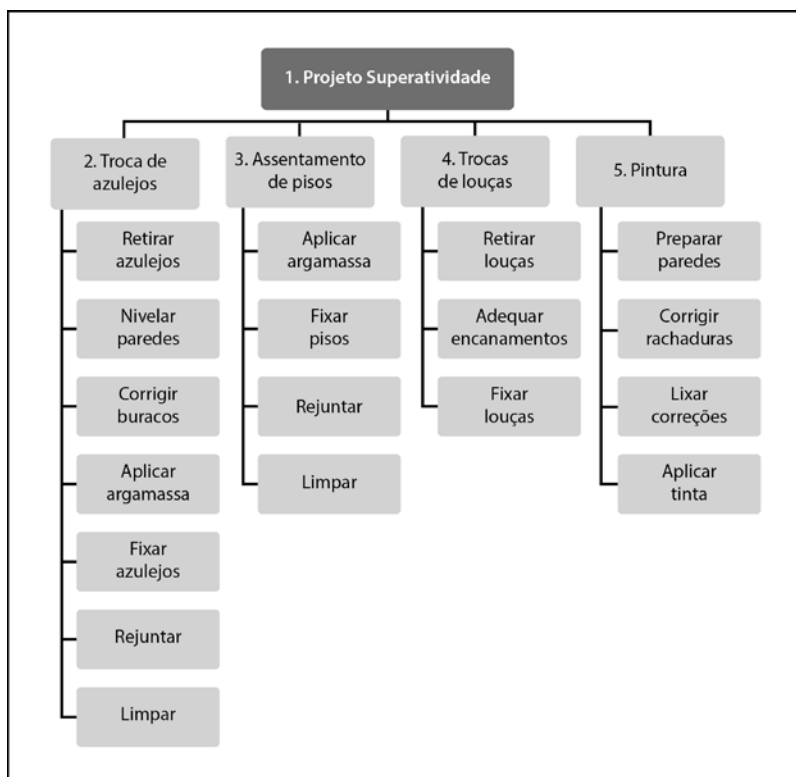 1. Projeto Superatividade
2. Troca de
azulejos
Retirar
azulejos
Nivelar
paredes
Corrigir
buracos
Aplicar
argamassa
Fixar
azulejos
Rejuntar
Limpar
3. Assentamento
de pisos
Aplicar
argamassa
Fixar
pisos
Rejuntar
Limpar
4. Trocas
de louças
Retirar
louças
Adequar
encanamentos
Fixar
louças
5. Pintura
Preparar
paredes
Corrigir
rachaduras
Lixar
correções
Aplicar
tinta